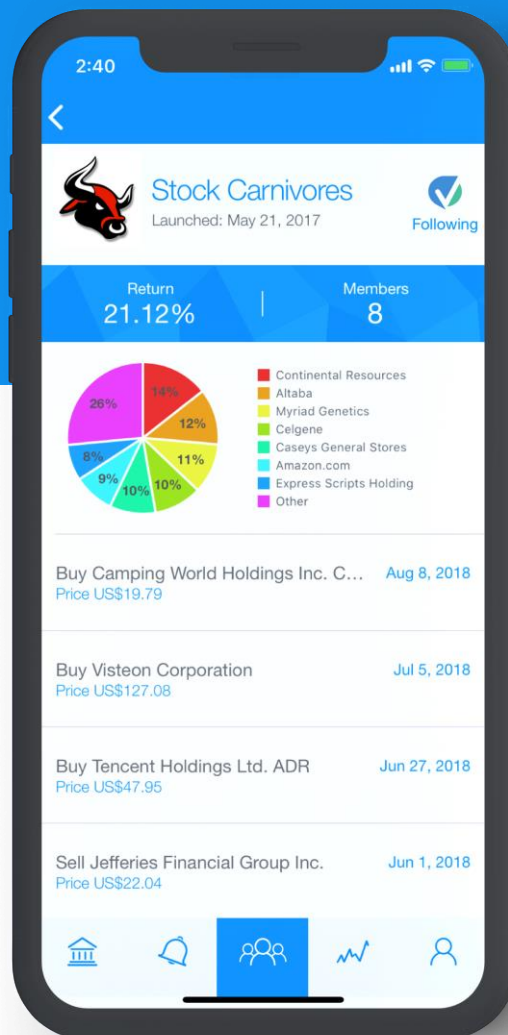 2:40
Stock Carnivores
Launched: May 21, 2017
Following
Return
Members
21.12%
8
14%
12%
11%
10%
10%
9%
8%
26%
Continental Resources
Altaba
Myriad Genetics
Celgene
Caseys General Stores
Amazon.com
Express Scripts Holding
Other
Buy Camping World Holdings Inc. C... Aug 8, 2018
Price US$19.79
Buy Visteon Corporation Jul 5, 2018
Price US$127.08
Buy Tencent Holdings Ltd. ADR Jun 27, 2018
Price US$47.95
Sell Jefferies Financial Group Inc. Jun 1, 2018
Price US$22.04